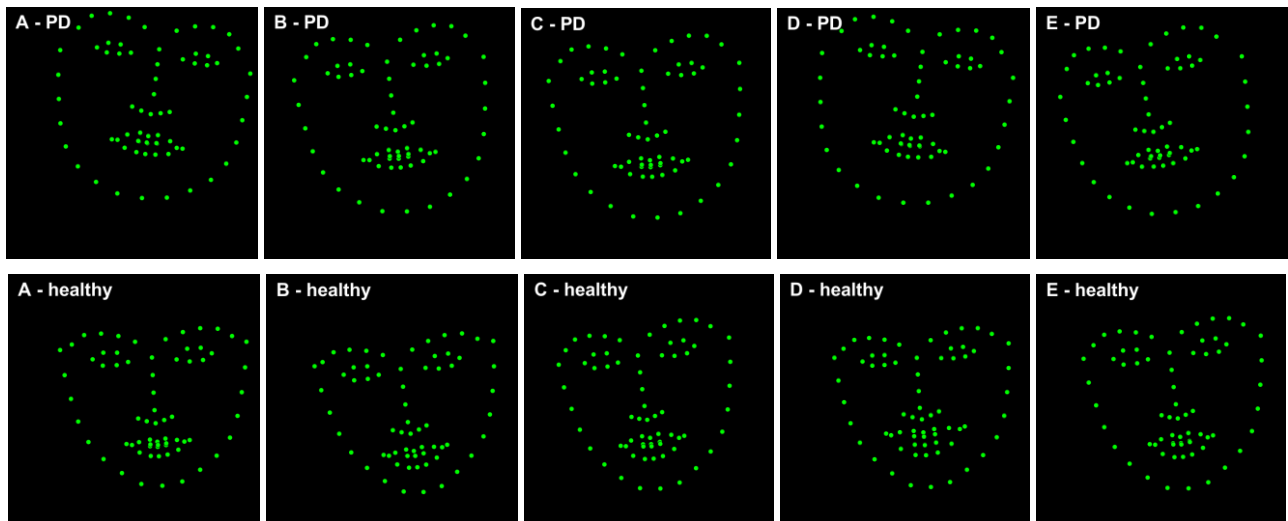 A - PD
B - PD
C - PD
D - PD
E - PD
A - healthy
B - healthy
C - healthy
D - healthy
E - healthy